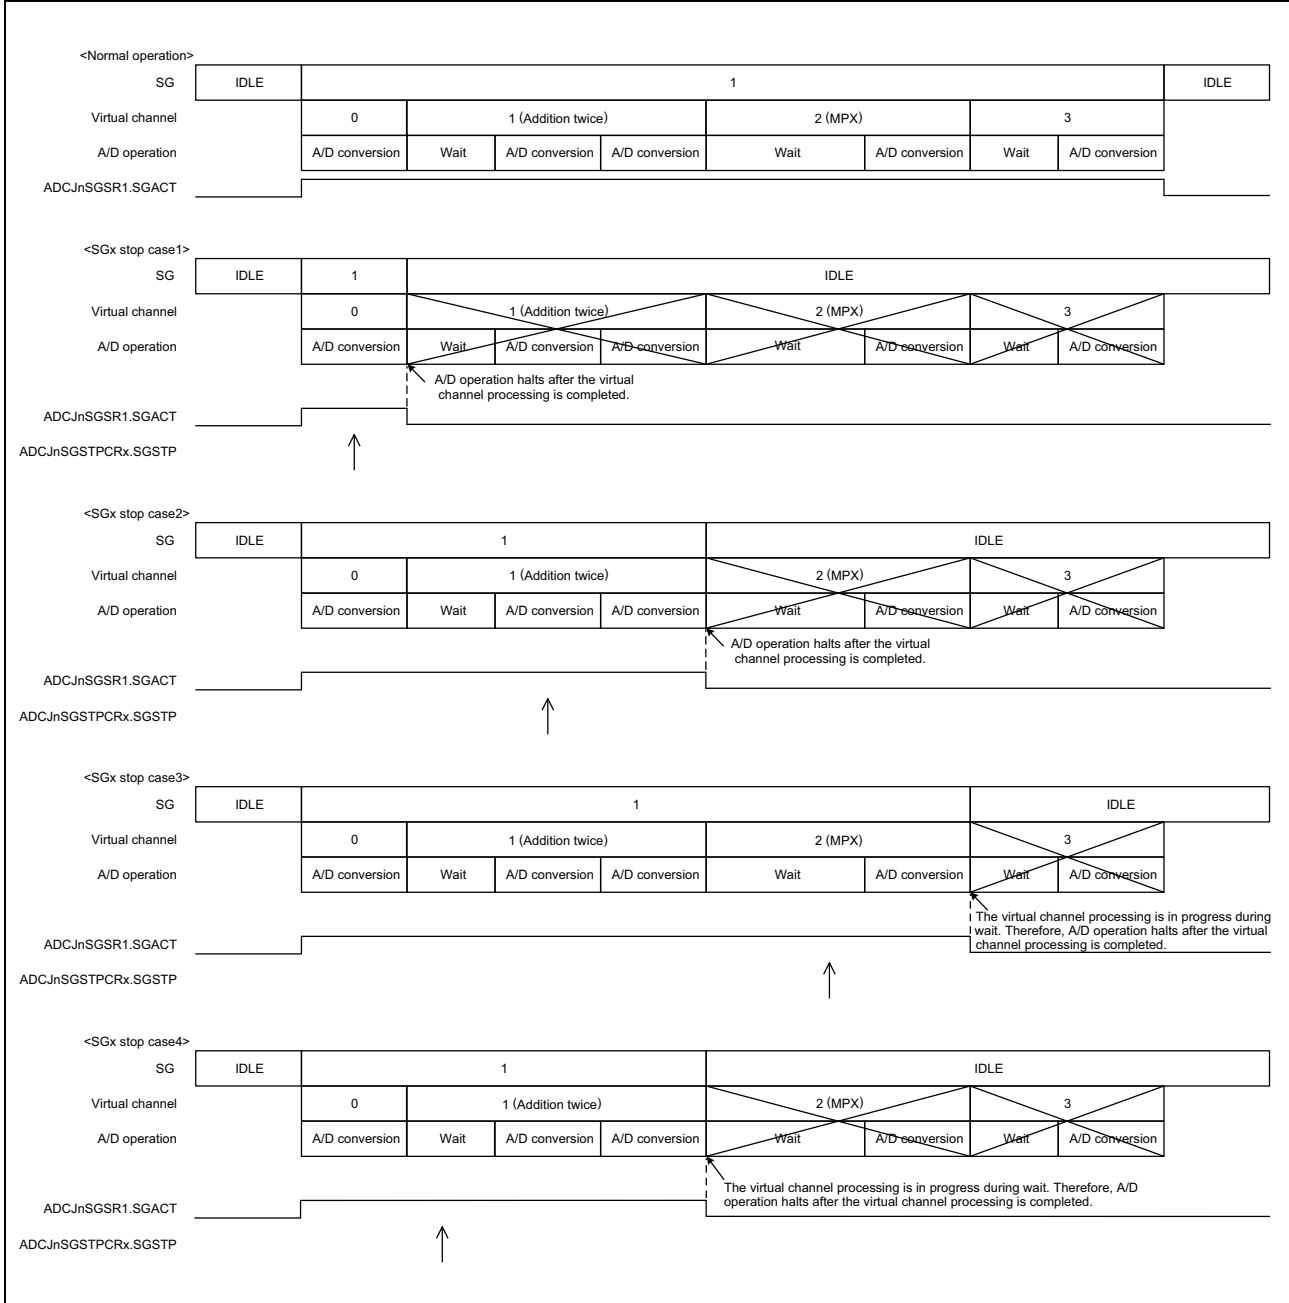 <Normal operation>
SG IDLE 1 IDLE
Virtual channel 0 1 (Addition twice) 2 (MPX) 3
A/D operation A/D conversion Wait A/D conversion A/D conversion Wait A/D conversion Wait A/D conversion
ADCJnSGSR1.SGACT
<SGx stop case1>
SG IDLE 1 IDLE
Virtual channel 0 1 (Addition twice) 2 (MPX) 3
A/D operation A/D conversion Wait A/D conversion A/D conversion Wait A/D conversion Wait A/D conversion
A/D operation halts after the virtual
channel processing is completed.
ADCJnSGSR1.SGACT
ADCJnSGSTPCRx.SGSTP
<SGx stop case2>
SG IDLE 1 IDLE
Virtual channel 0 1 (Addition twice) 2 (MPX) 3
A/D operation A/D conversion Wait A/D conversion A/D conversion Wait A/D conversion Wait A/D conversion
A/D operation halts after the virtual
channel processing is completed.
ADCJnSGSR1.SGACT
ADCJnSGSTPCRx.SGSTP
<SGx stop case3>
SG IDLE 1 IDLE
Virtual channel 0 1 (Addition twice) 2 (MPX) 3
A/D operation A/D conversion Wait A/D conversion A/D conversion Wait A/D conversion Wait A/D conversion
The virtual channel processing is in progress during
wait. Therefore, A/D operation halts after the virtual
channel processing is completed.
ADCJnSGSR1.SGACT
ADCJnSGSTPCRx.SGSTP
<SGx stop case4>
SG IDLE 1 IDLE
Virtual channel 0 1 (Addition twice) 2 (MPX) 3
A/D operation A/D conversion Wait A/D conversion A/D conversion Wait A/D conversion Wait A/D conversion
The virtual channel processing is in progress during wait. Therefore, A/D
operation halts after the virtual channel processing is completed.
ADCJnSGSR1.SGACT
ADCJnSGSTPCRx.SGSTP